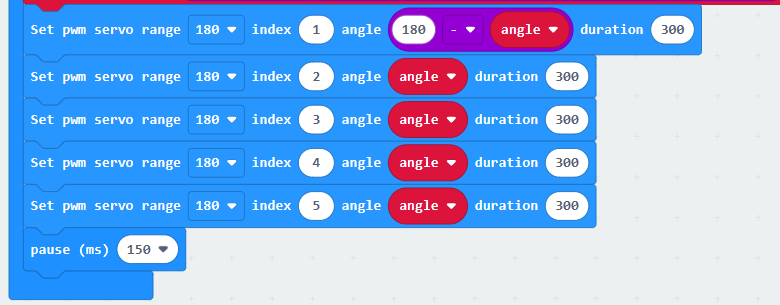 Set pwm servo range 180 index 1 angle 180 - angle duration 300
Set pwm servo range 180 index 2 angle angle duration 300
Set pwm servo range 180 index 3 angle angle duration 300
Set pwm servo range 180 index 4 angle angle duration 300
Set pwm servo range 180 index 5 angle angle duration 300
pause (ms) 150